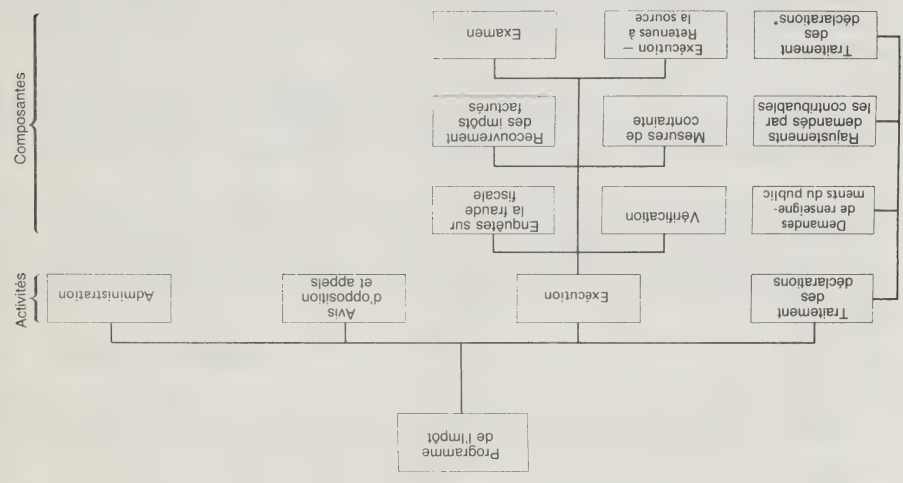 Programme
de l'Impôt
Activités
Traitement
des
déclarations
Exécution
Avis
d'opposition
et appels
Administration
Composantes
Demandes
de renseigne-
ments du public
Vérification
Enquêtes sur
la fraude
fiscale
Rajustements
demandés par
les contribuables
Mesures de
contrainte
Recouvrement
des impôts
facturés
Traitement
des
déclarations*
Exécution —
Retenues à
la source
Examen